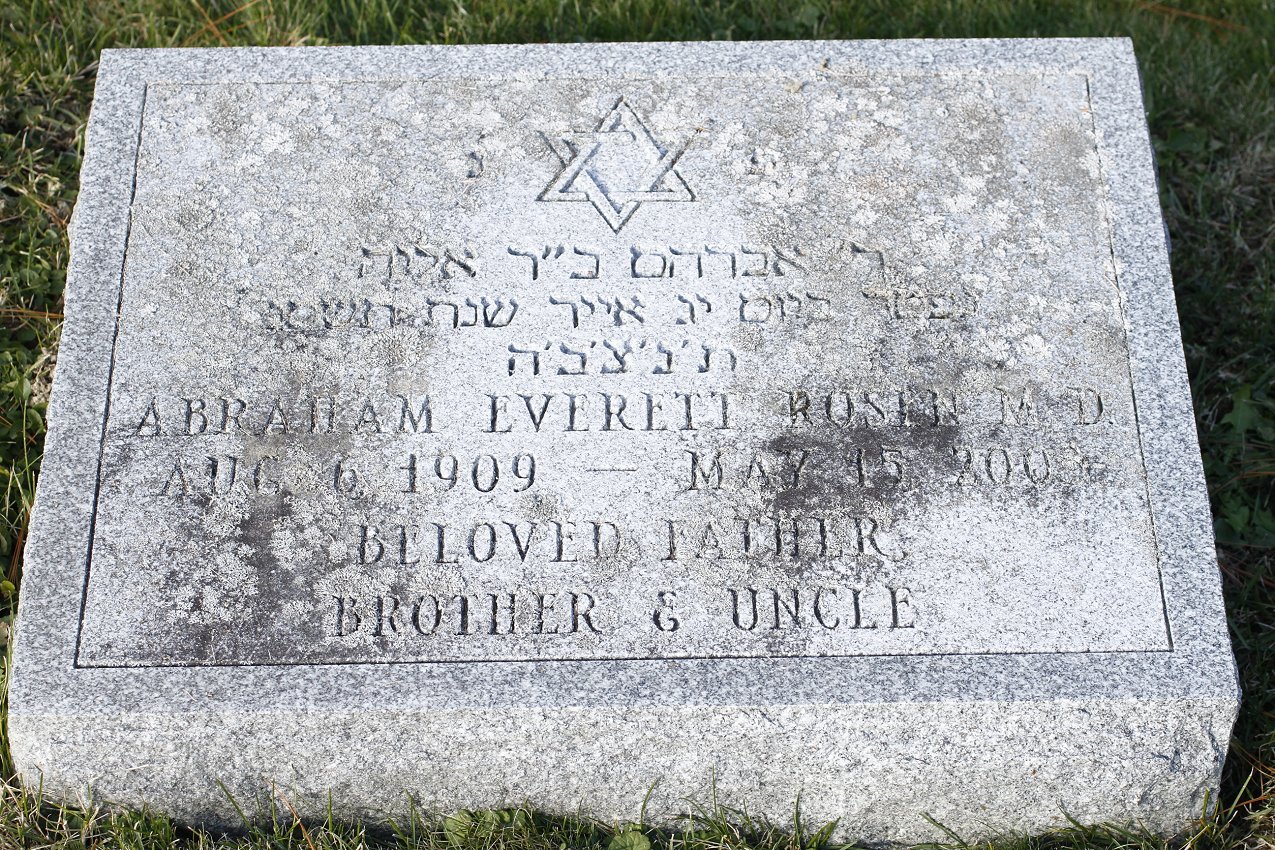 פ נ
ר' אברהם ב״ר אליה
נפטר ביום יג אייר שנת תשסג
ת'נ'צ'ב'ה
ABRAHAM EVERETT ROSEN M.D.
AUG 6, 1909 — MAY 15, 2003
BELOVED FATHER,
BROTHER & UNCLE